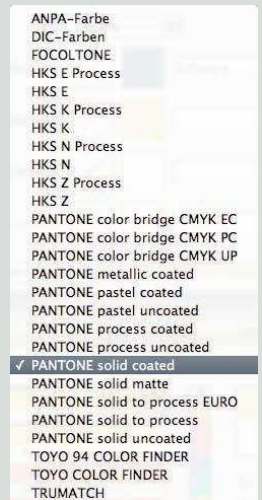 ANPA-Farbe
DIC-Farben
FOCOLTONE
HKS E Process
HKS E
HKS K Process
HKS K
HKS N Process
HKS N
HKS Z Process
HKS Z
PANTONE color bridge CMYK EC
PANTONE color bridge CMYK PC
PANTONE color bridge CMYK UP
PANTONE metallic coated
PANTONE pastel coated
PANTONE pastel uncoated
PANTONE process coated
PANTONE process uncoated
✓ PANTONE solid coated
PANTONE solid matte
PANTONE solid to process EURO
PANTONE solid to process
PANTONE solid uncoated
TOYO 94 COLOR FINDER
TOYO COLOR FINDER
TRUMATCH